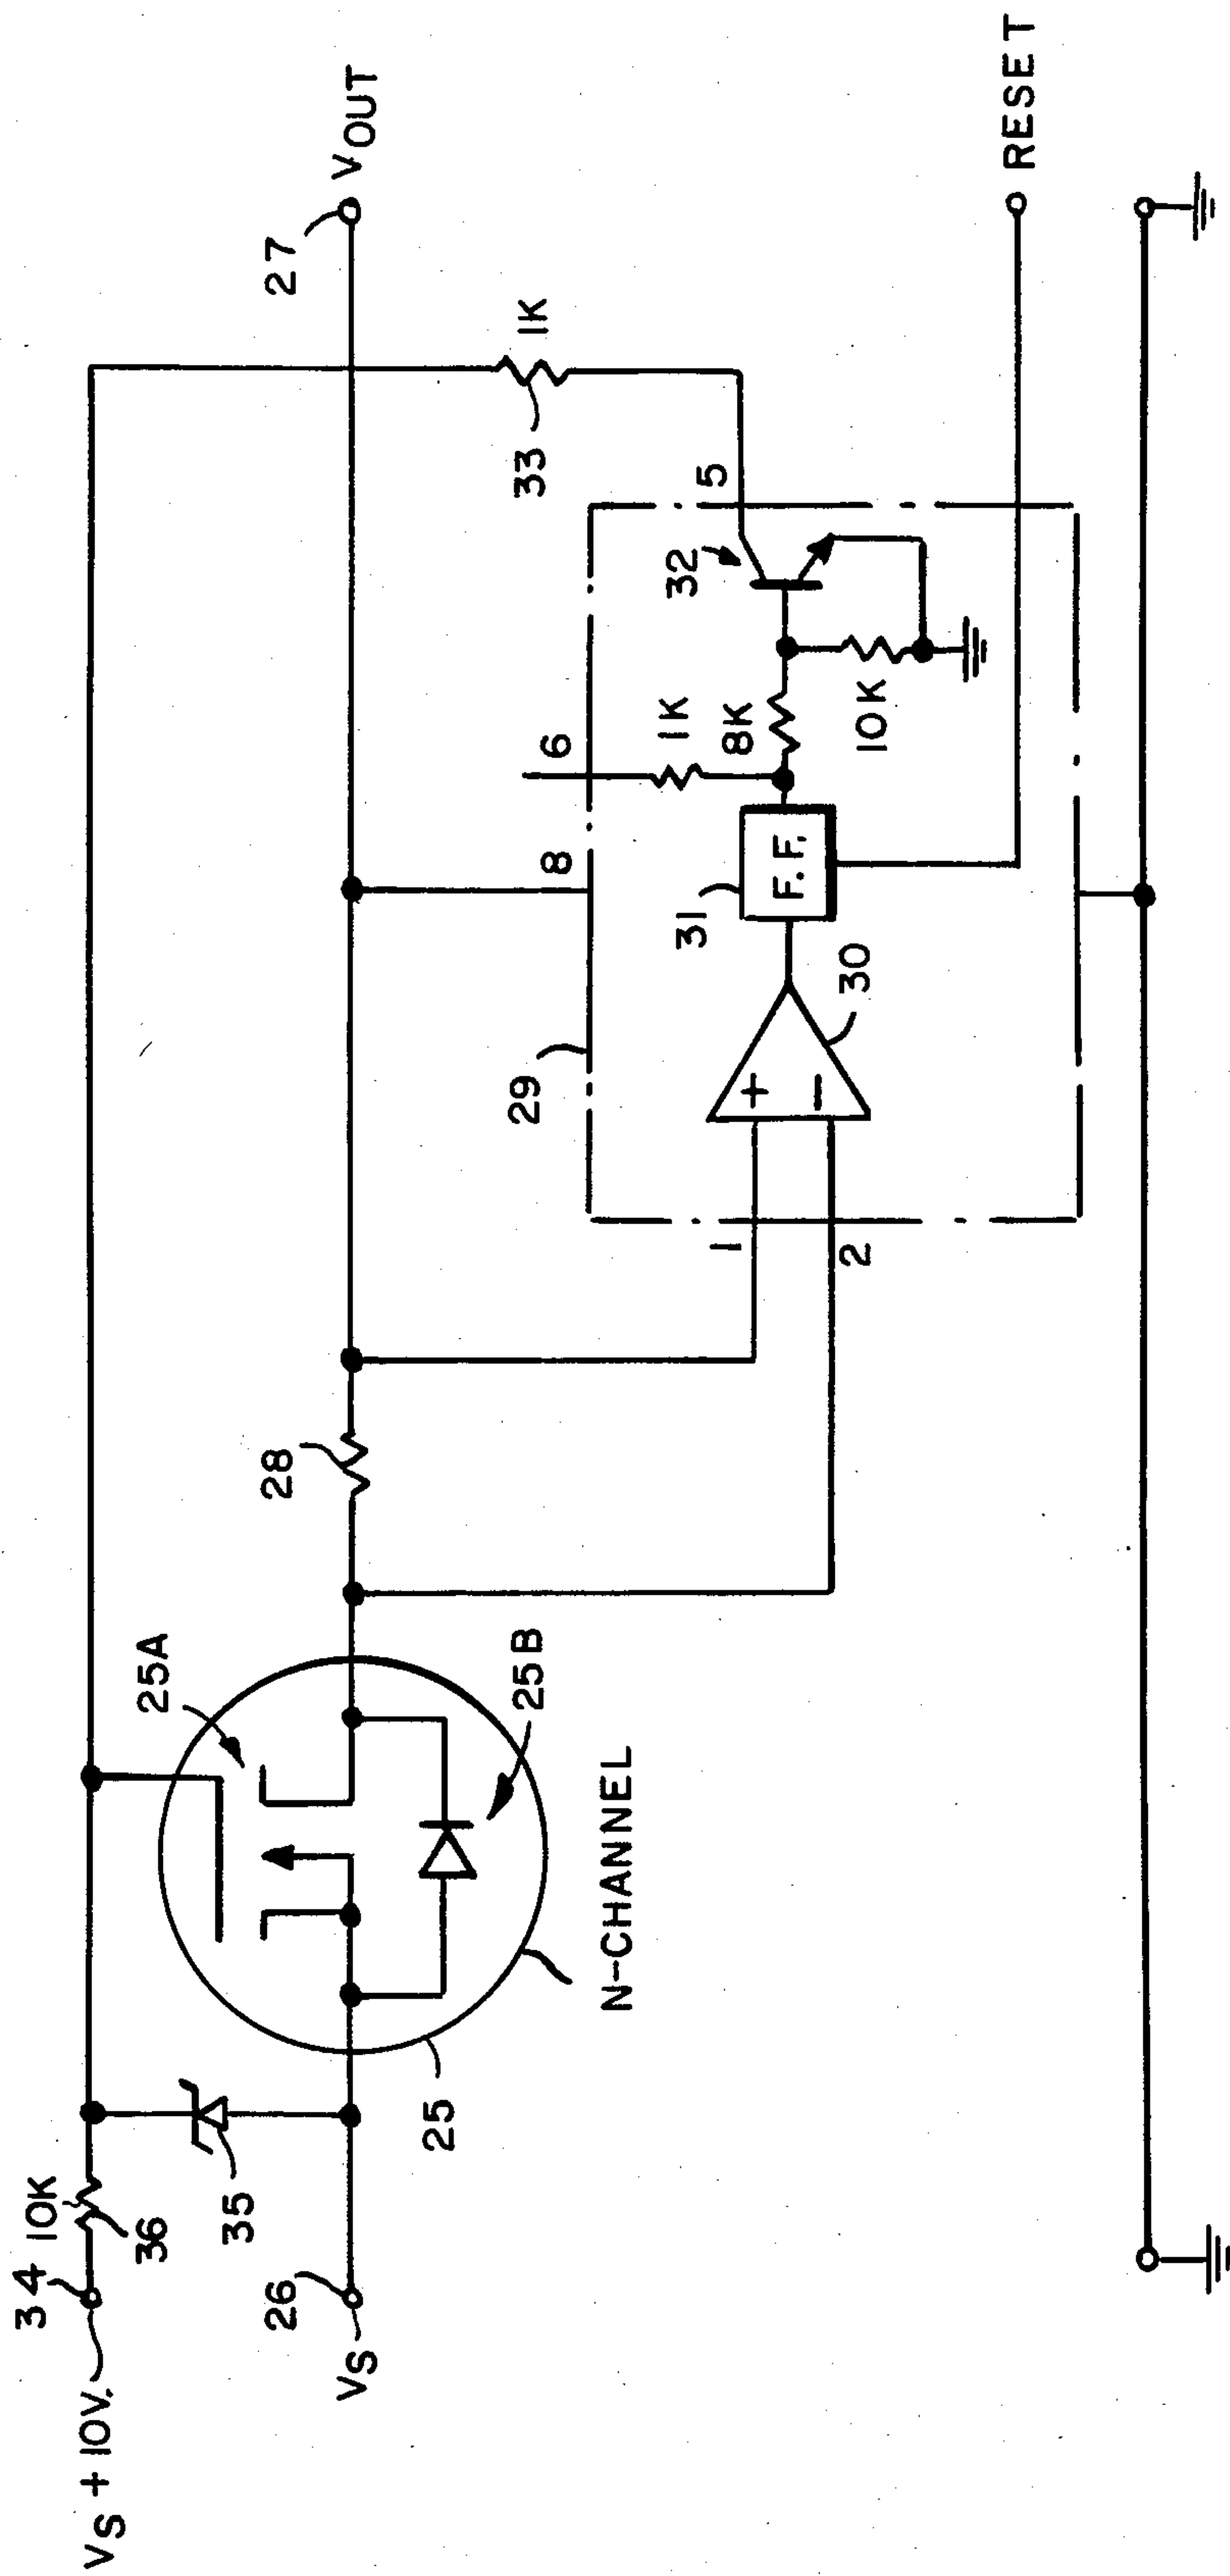 VS + 10V.
34
10K
36
35
VS
26
25
25A
25B
N-CHANNEL
28
27
VOUT
33
1K
29
8
6
5
1
2
+
−
30
31
F.F.
1K
8K
10K
32
RESET